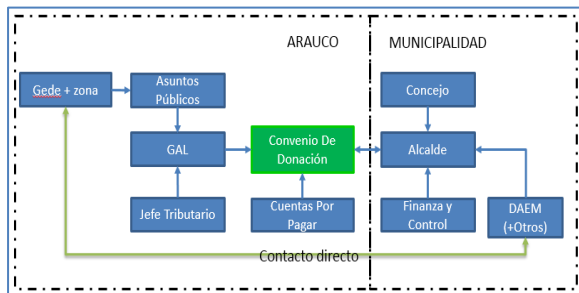 ARAUCO
MUNICIPALIDAD
Gede + zona
Asuntos
Públicos
Concejo
GAL
Convenio De
Donación
Alcalde
Jefe Tributario
Cuentas Por
Pagar
Finanza y
Control
DAEM
(+Otros)
Contacto directo